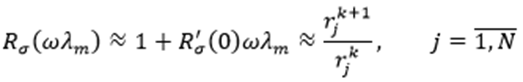 R_σ(ωλ_m) ≈ 1 + R′_σ(0)ωλ_m ≈ r_j^{k+1} / r_j^k , j = \overline{1, N}